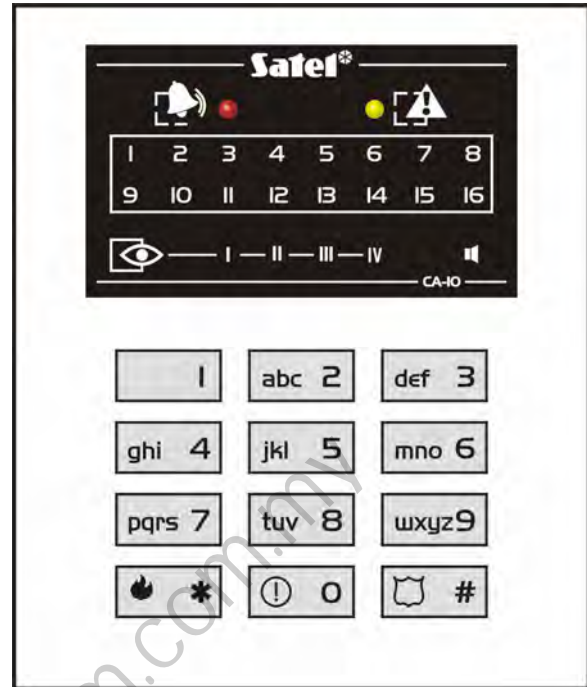 Satel
1 2 3 4 5 6 7 8
9 10 11 12 13 14 15 16
I II III IV
CA-10
1 abc 2 def 3
ghi 4 jkl 5 mno 6
pqrs 7 tuv 8 wxyz 9
* 0 #
m.com.my